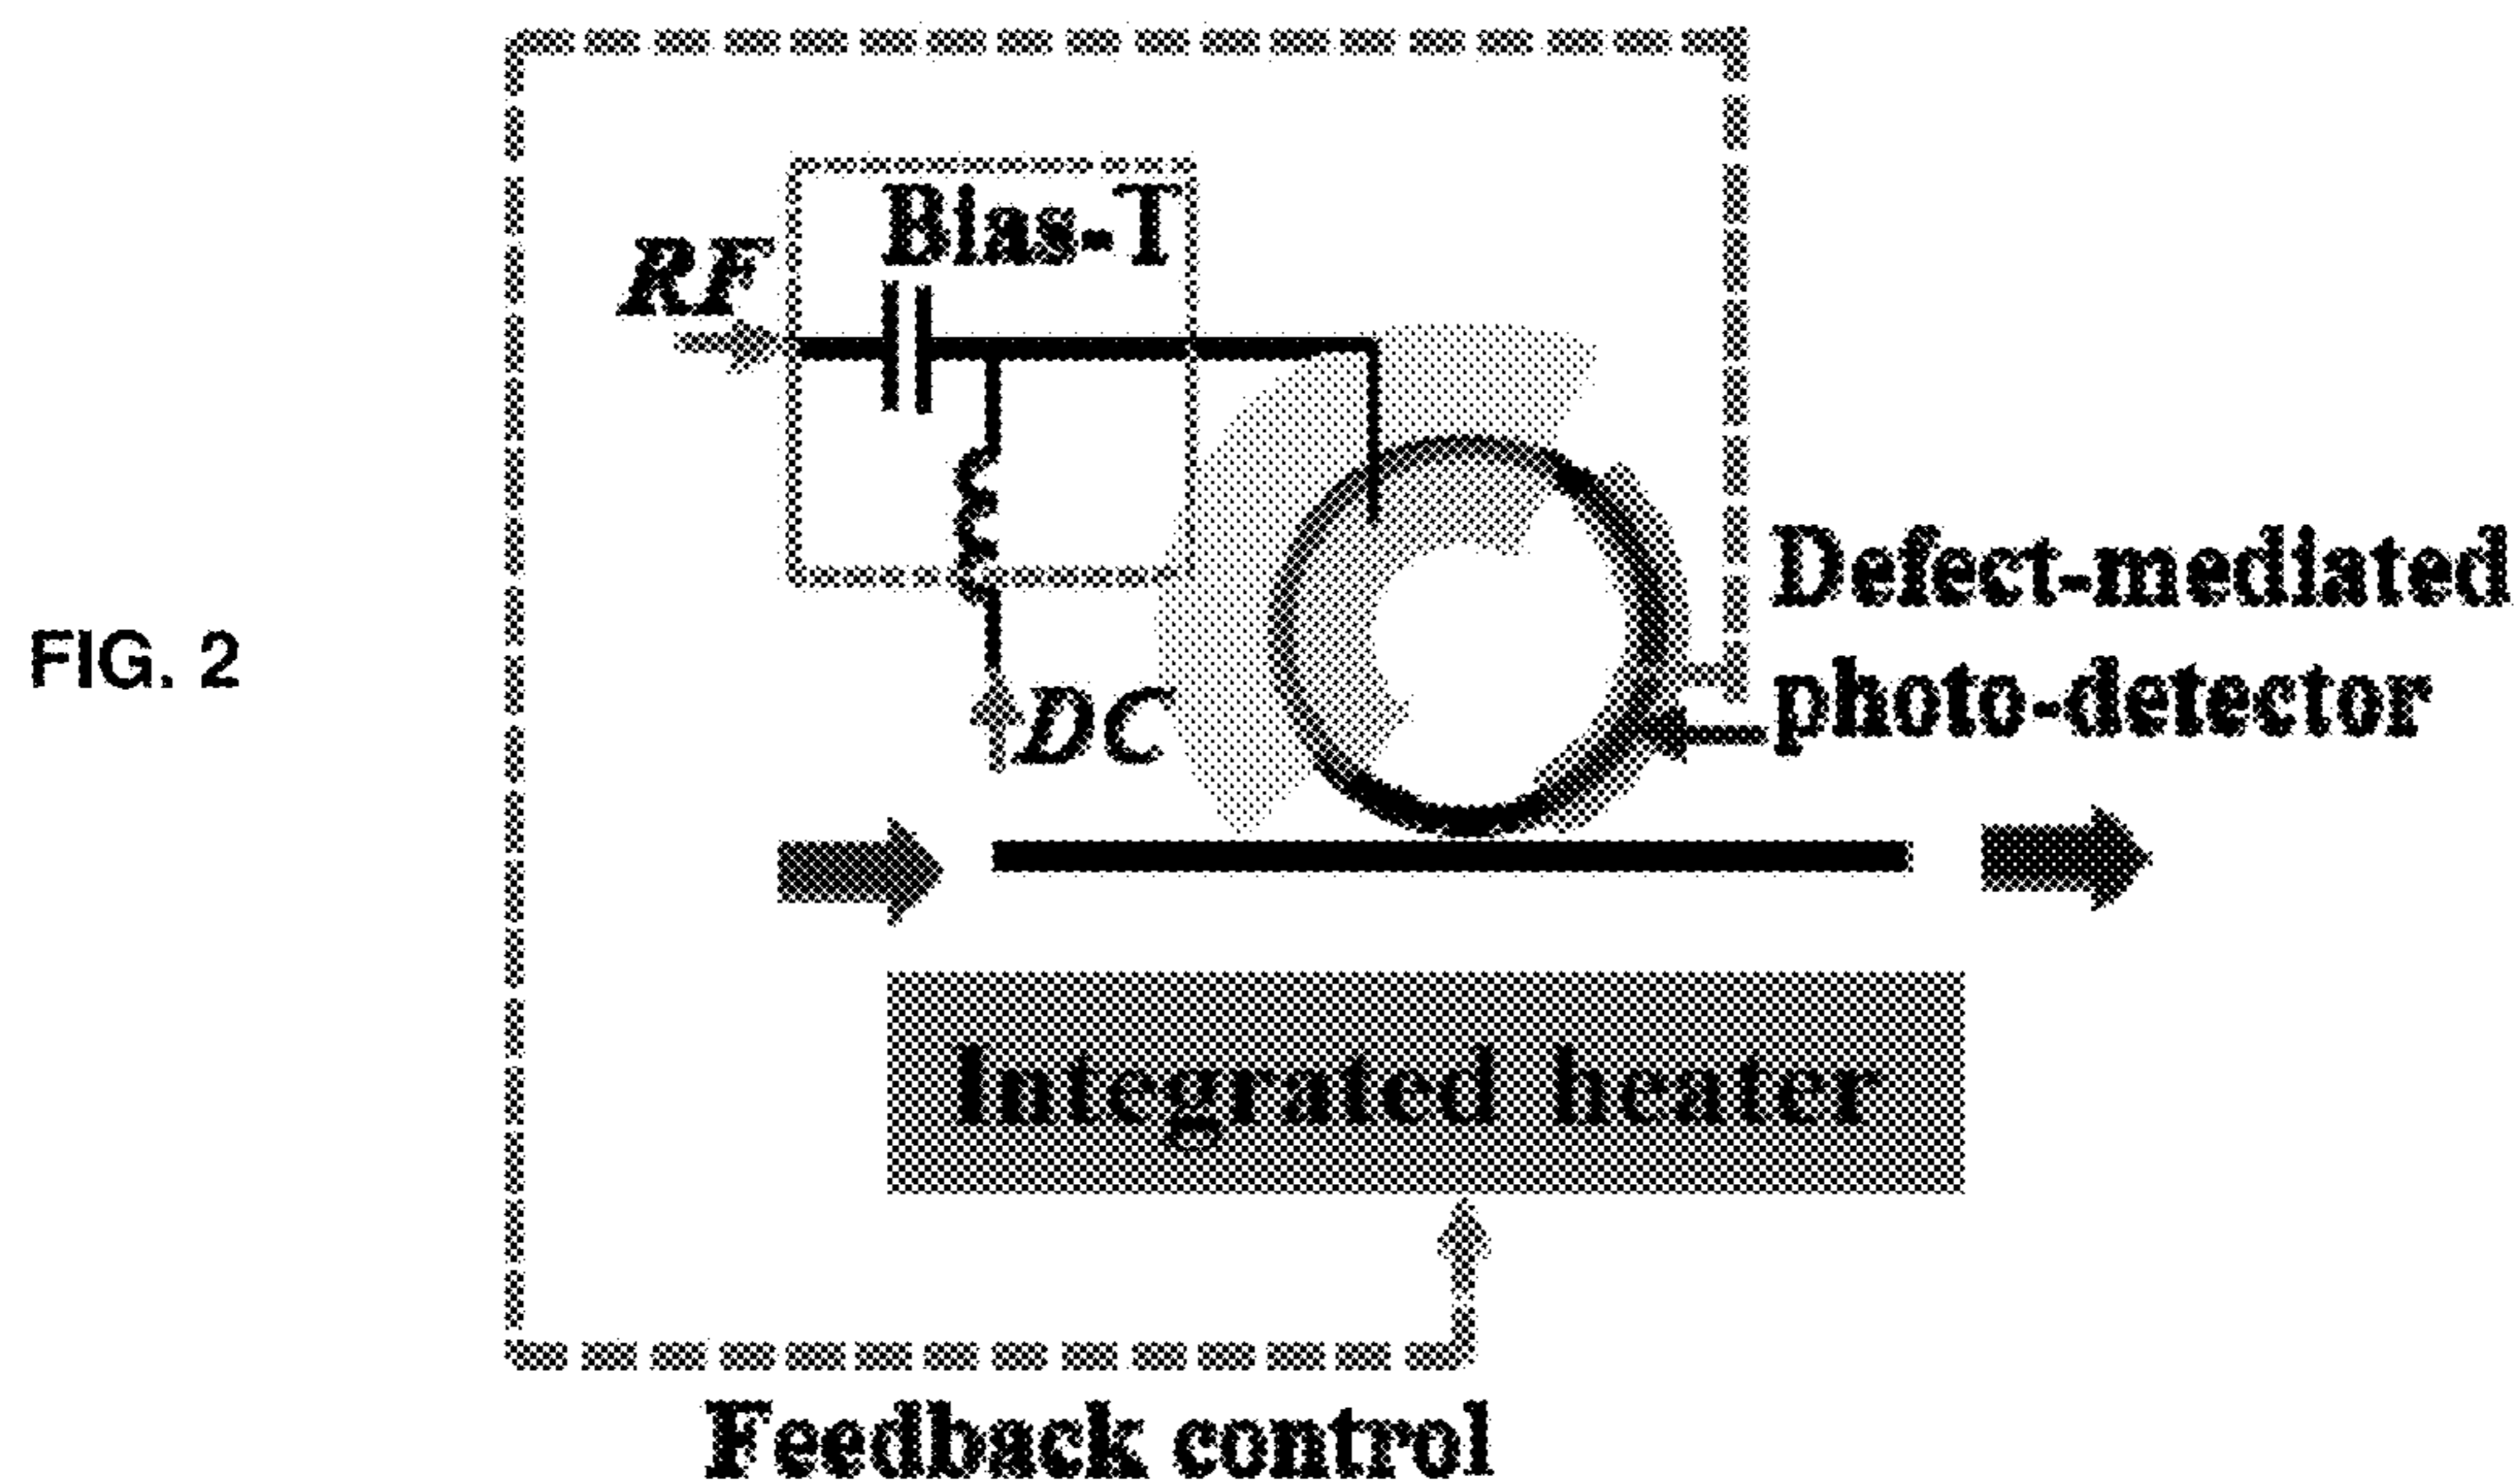 Bias-T
RF
Defect-mediated
photo-detector
FIG. 2
DC
Integrated heater
Feedback control